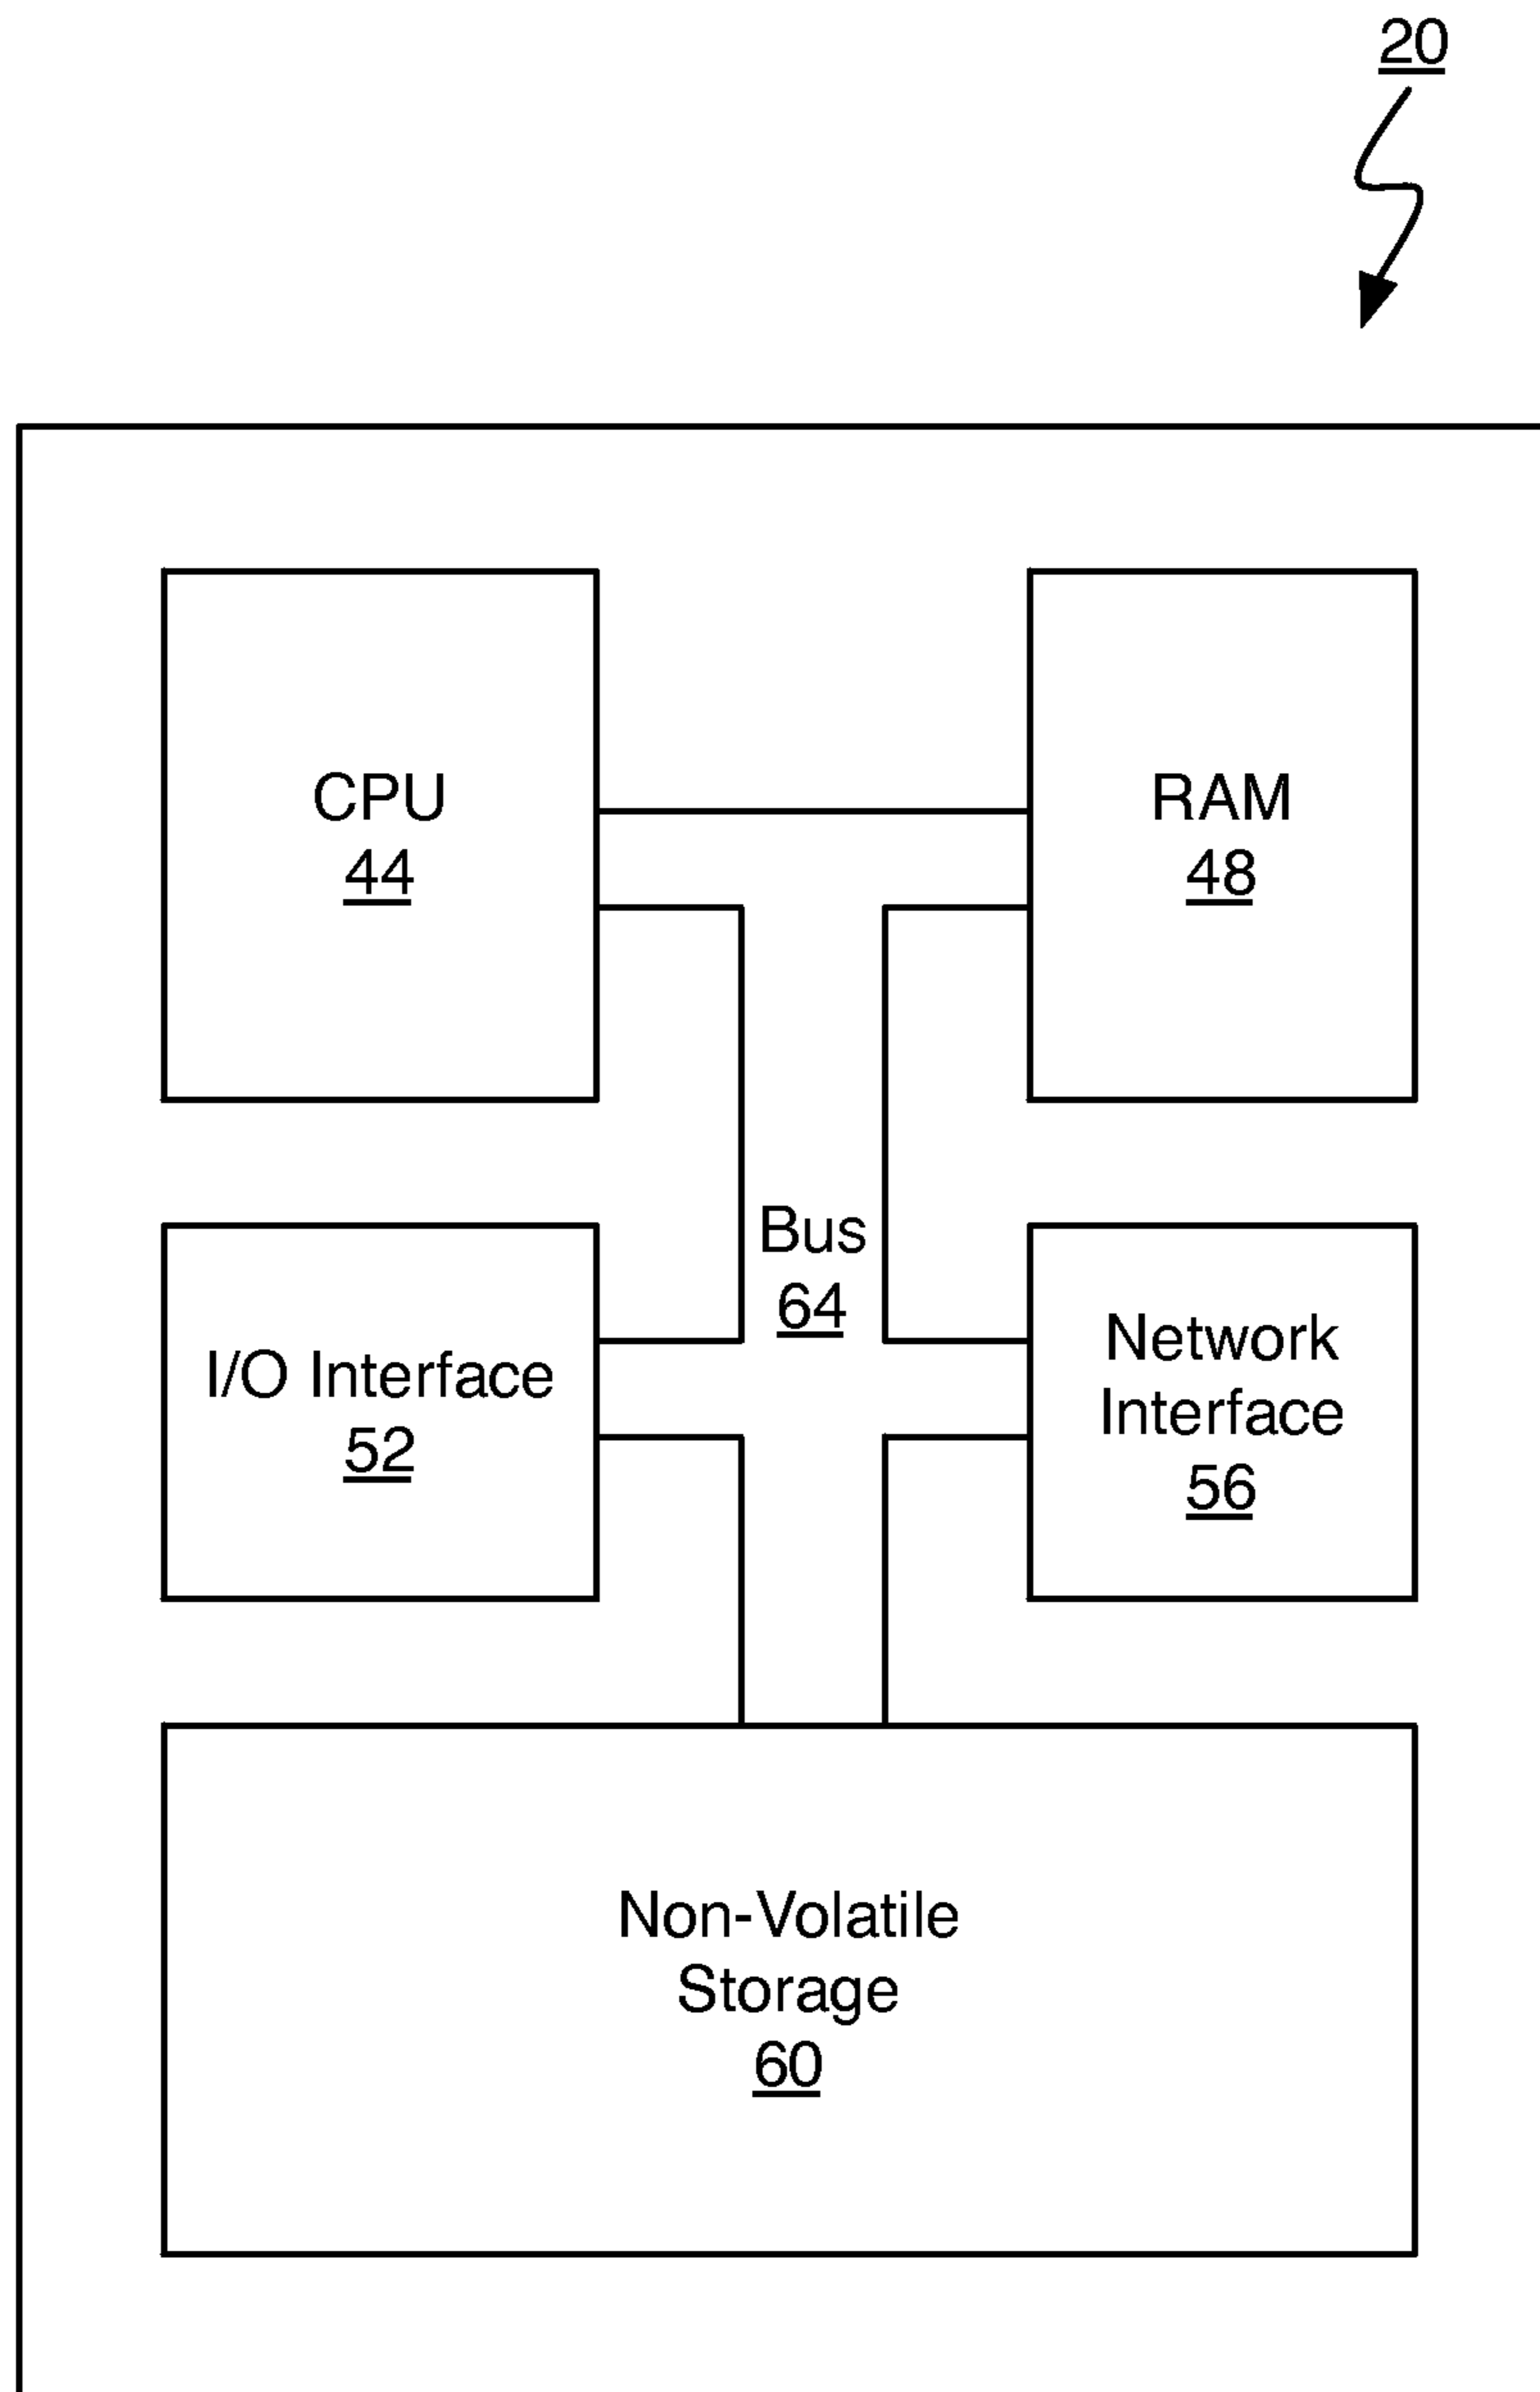 20
CPU
44
RAM
48
Bus
64
I/O Interface
52
Network
Interface
56
Non-Volatile
Storage
60